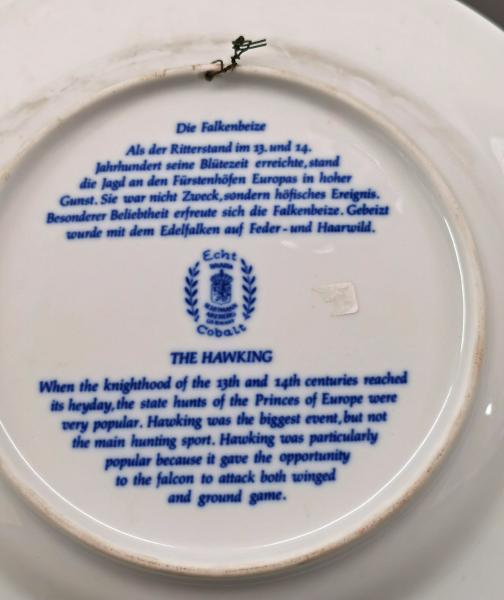 Die Falkenbeize
Als der Ritterstand im 13. und 14.
Jahrhundert seine Blütezeit erreichte, stand
die Jagd an den Fürstenhöfen Europas in hoher
Gunst. Sie war nicht Zweck, sondern höfisches Ereignis.
Besonderer Beliebtheit erfreute sich die Falkenbeize. Gebeizt
wurde mit dem Edelfalken auf Feder- und Haarwild.
Echt
Cobalt
THE HAWKING
When the knighthood of the 13th and 14th centuries reached
its heyday, the state hunts of the Princes of Europe were
very popular. Hawking was the biggest event, but not
the main hunting sport. Hawking was particularly
popular because it gave the opportunity
to the falcon to attack both winged
and ground game.